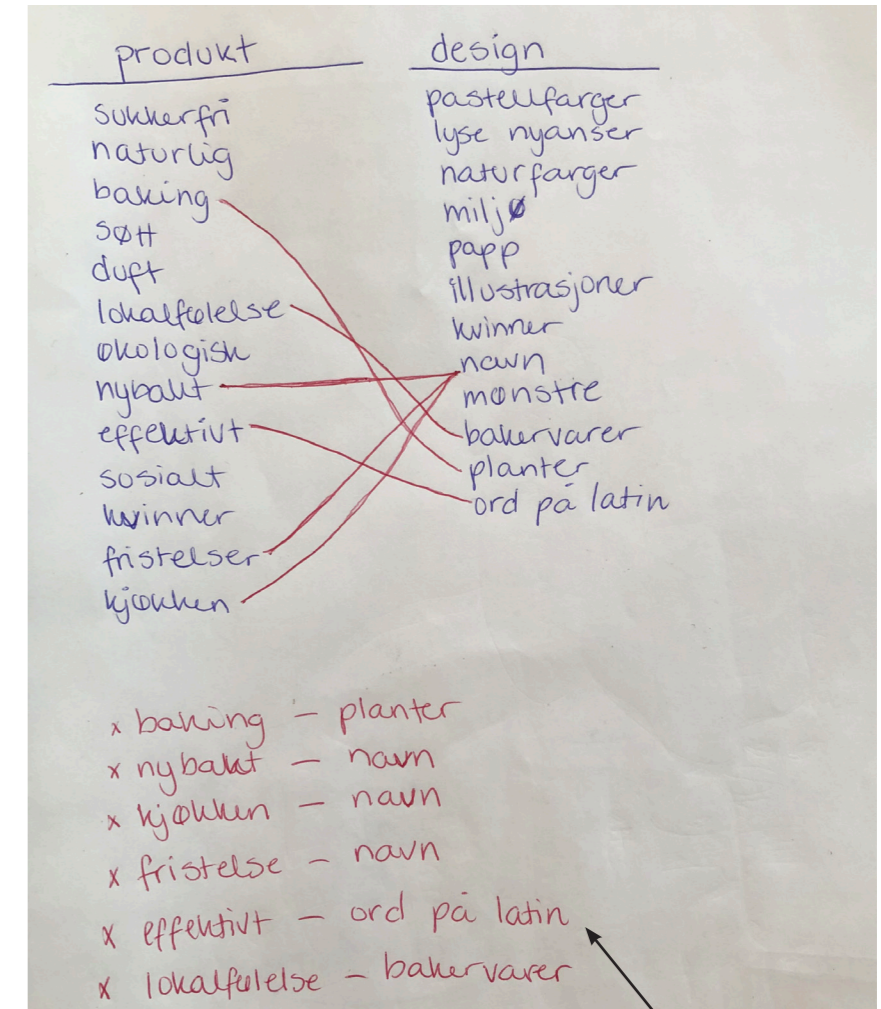 produkt
sukkerfri
naturlig
baking
søtt
duft
lokalfølelse
økologisk
nybakt
effektivt
sosialt
kvinner
fristelser
kjøkken
design
pastellfarger
lyse nyanser
naturfarger
miljø
papp
illustrasjoner
kvinner
navn
mønstre
bakervarer
planter
ord på latin
x baking – planter
x nybakt – navn
x kjøkken – navn
x fristelse – navn
x effektivt – ord på latin
x lokalfølelse – bakervarer